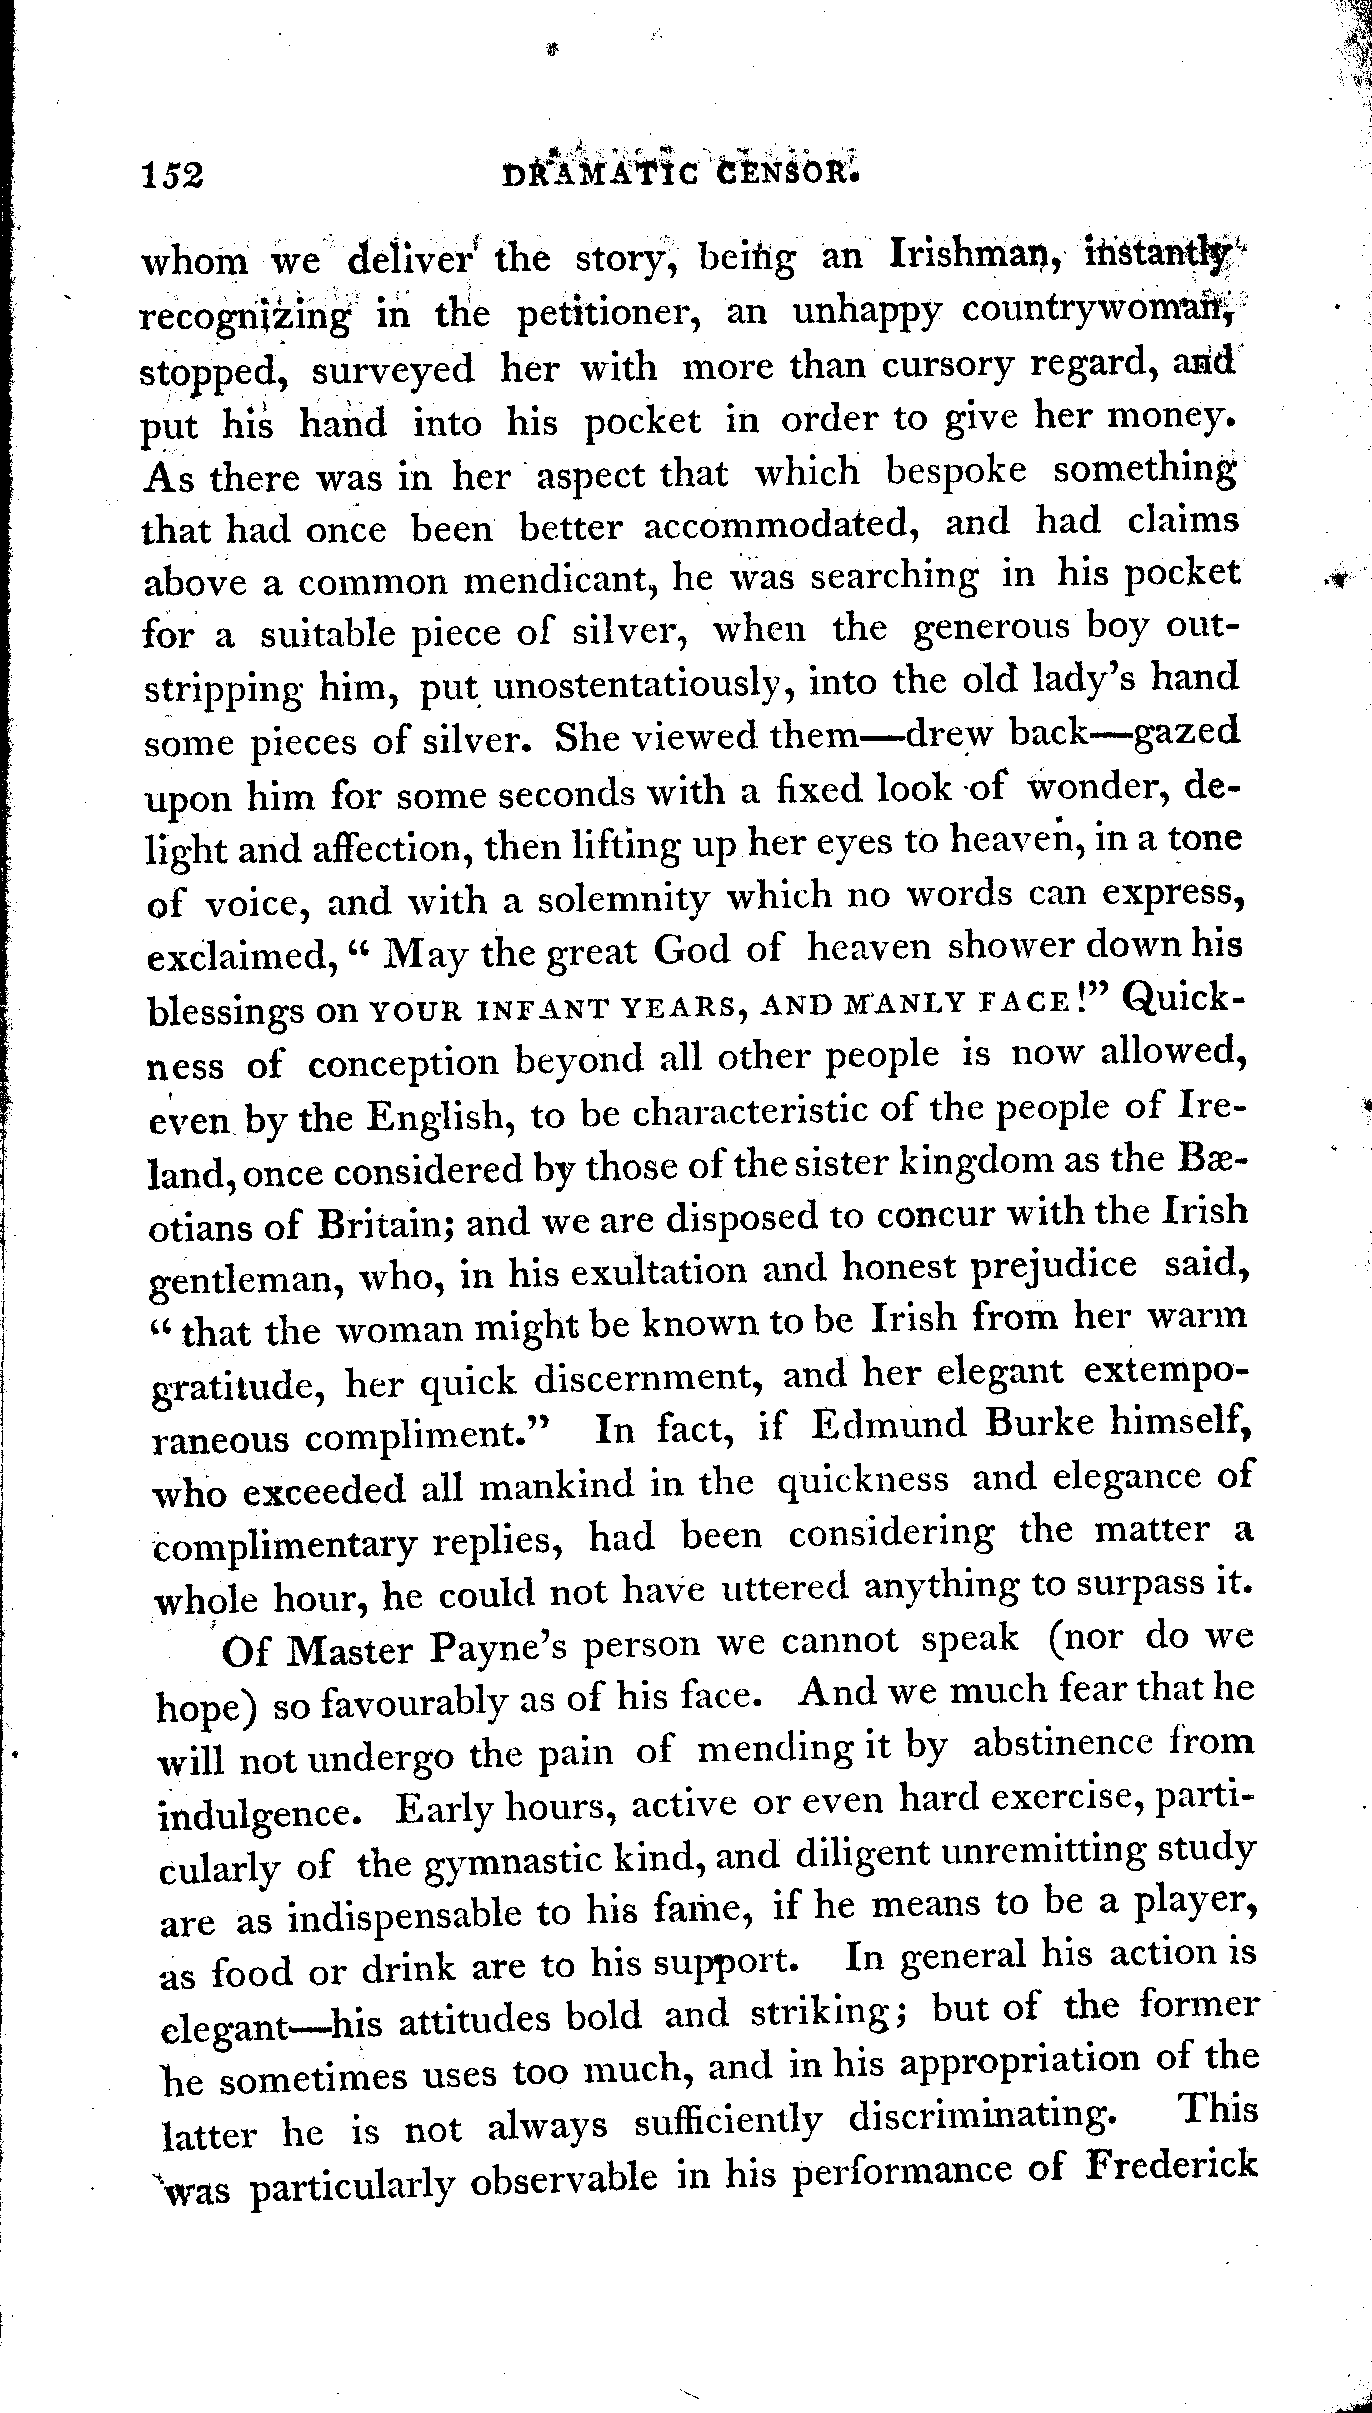 152 DRAMATIC CENSOR.
whom we deliver the story, being an Irishman, instantly
recognizing in the petitioner, an unhappy countrywoman,
stopped, surveyed her with more than cursory regard, and
put his hand into his pocket in order to give her money.
As there was in her aspect that which bespoke something
that had once been better accommodated, and had claims
above a common mendicant, he was searching in his pocket
for a suitable piece of silver, when the generous boy out-
stripping him, put unostentatiously, into the old lady's hand
some pieces of silver. She viewed them—drew back—gazed
upon him for some seconds with a fixed look of wonder, de-
light and affection, then lifting up her eyes to heaven, in a tone
of voice, and with a solemnity which no words can express,
exclaimed, “ May the great God of heaven shower down his
blessings on YOUR INFANT YEARS, AND MANLY FACE!” Quick-
ness of conception beyond all other people is now allowed,
even by the English, to be characteristic of the people of Ire-
land, once considered by those of the sister kingdom as the Bæ-
otians of Britain; and we are disposed to concur with the Irish
gentleman, who, in his exultation and honest prejudice said,
“ that the woman might be known to be Irish from her warm
gratitude, her quick discernment, and her elegant extempo-
raneous compliment.” In fact, if Edmund Burke himself,
who exceeded all mankind in the quickness and elegance of
complimentary replies, had been considering the matter a
whole hour, he could not have uttered anything to surpass it.
Of Master Payne's person we cannot speak (nor do we
hope) so favourably as of his face. And we much fear that he
will not undergo the pain of mending it by abstinence from
indulgence. Early hours, active or even hard exercise, parti-
cularly of the gymnastic kind, and diligent unremitting study
are as indispensable to his fame, if he means to be a player,
as food or drink are to his support. In general his action is
elegant—his attitudes bold and striking; but of the former
he sometimes uses too much, and in his appropriation of the
latter he is not always sufficiently discriminating. This
was particularly observable in his performance of Frederick